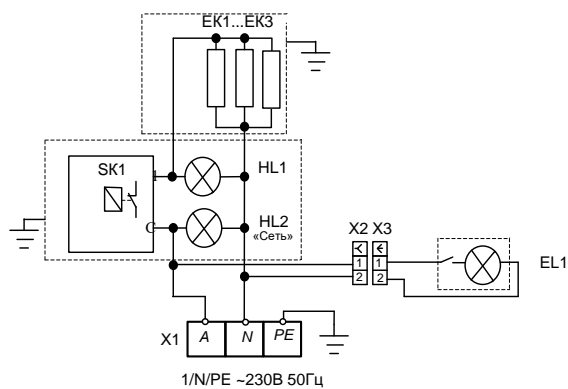 EK1...EK3
SK1
1
HL1
C
HL2
«Сеть»
X2 X3
1 1
2 2
EL1
X1 A N PE
1/N/PE ~230В 50Гц